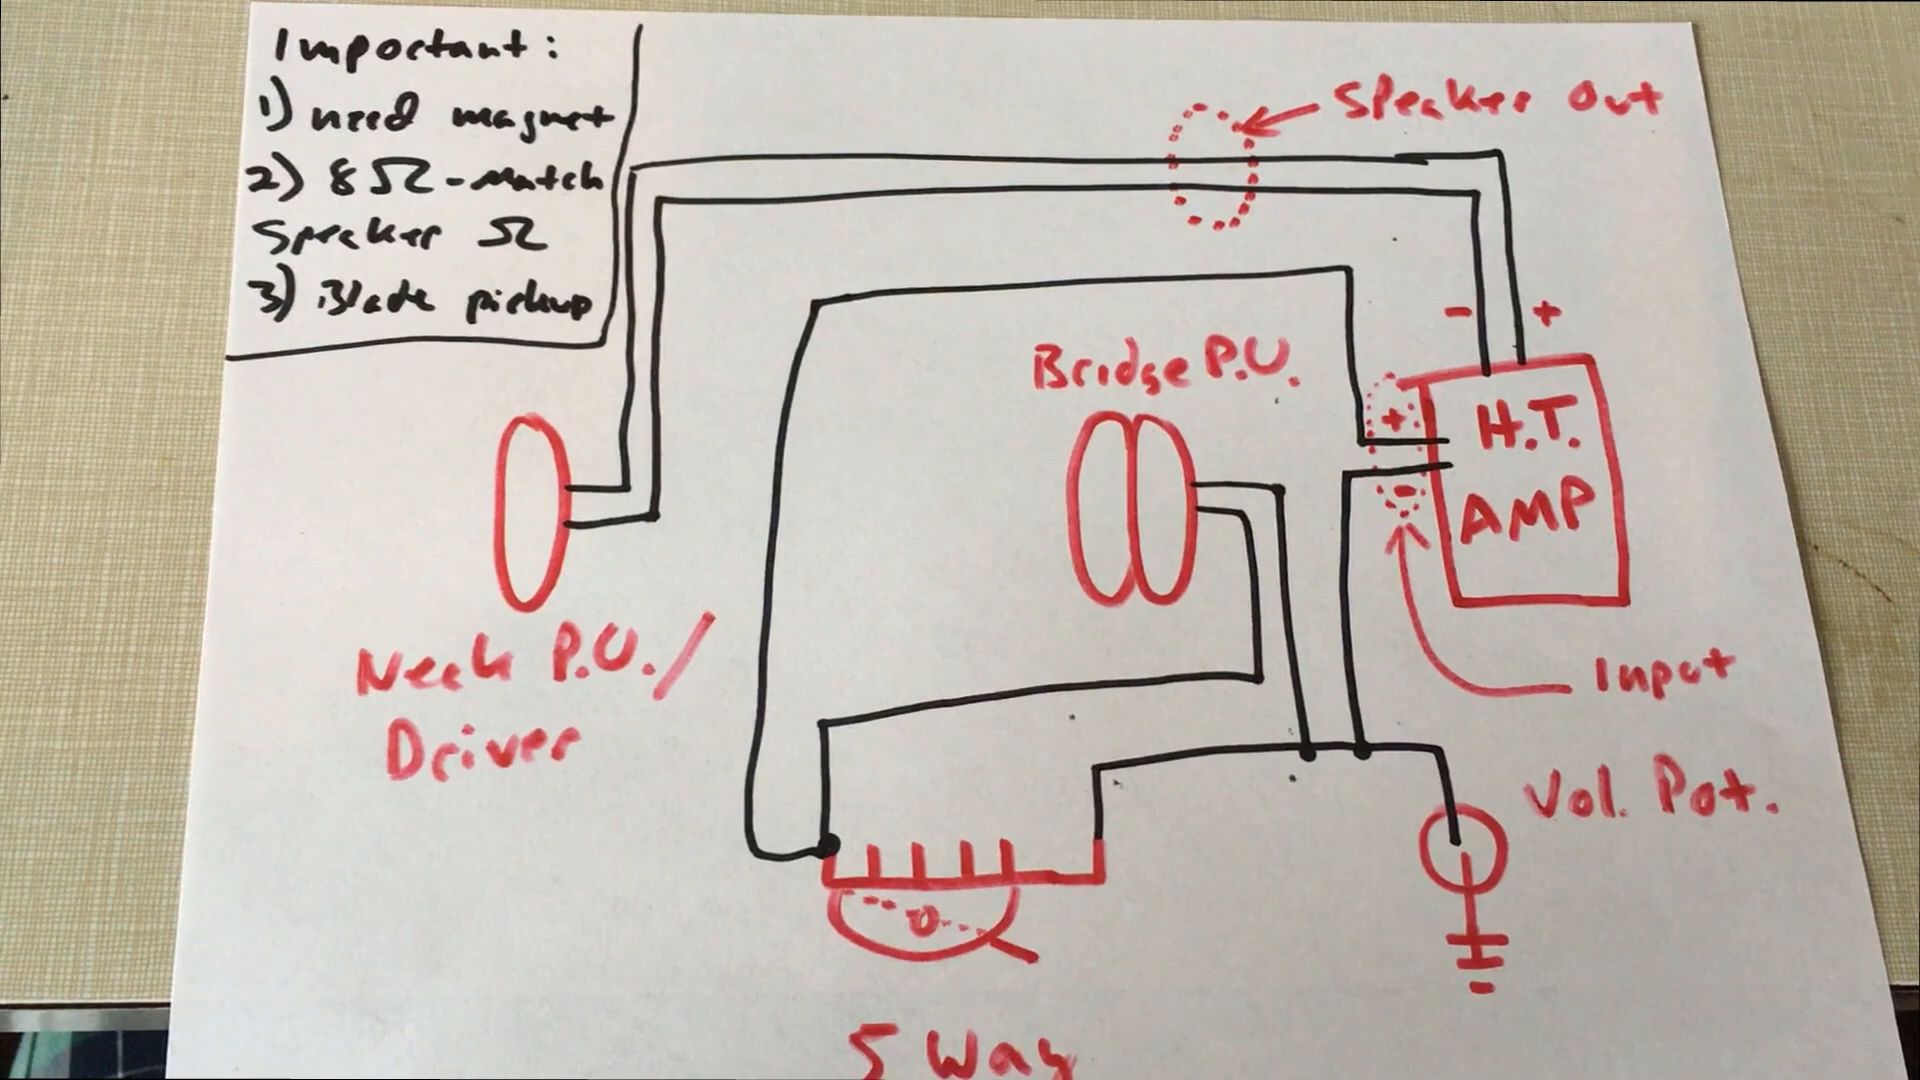 Important:
1) need magnet
2) 8Ω - Match
Speaker Ω
3) Blade pickup
Speaker Out
- +
Bridge P.U.
+
H.T.
AMP
-
Neck P.U./
Driver
Input
Vol. Pot.
5 Way